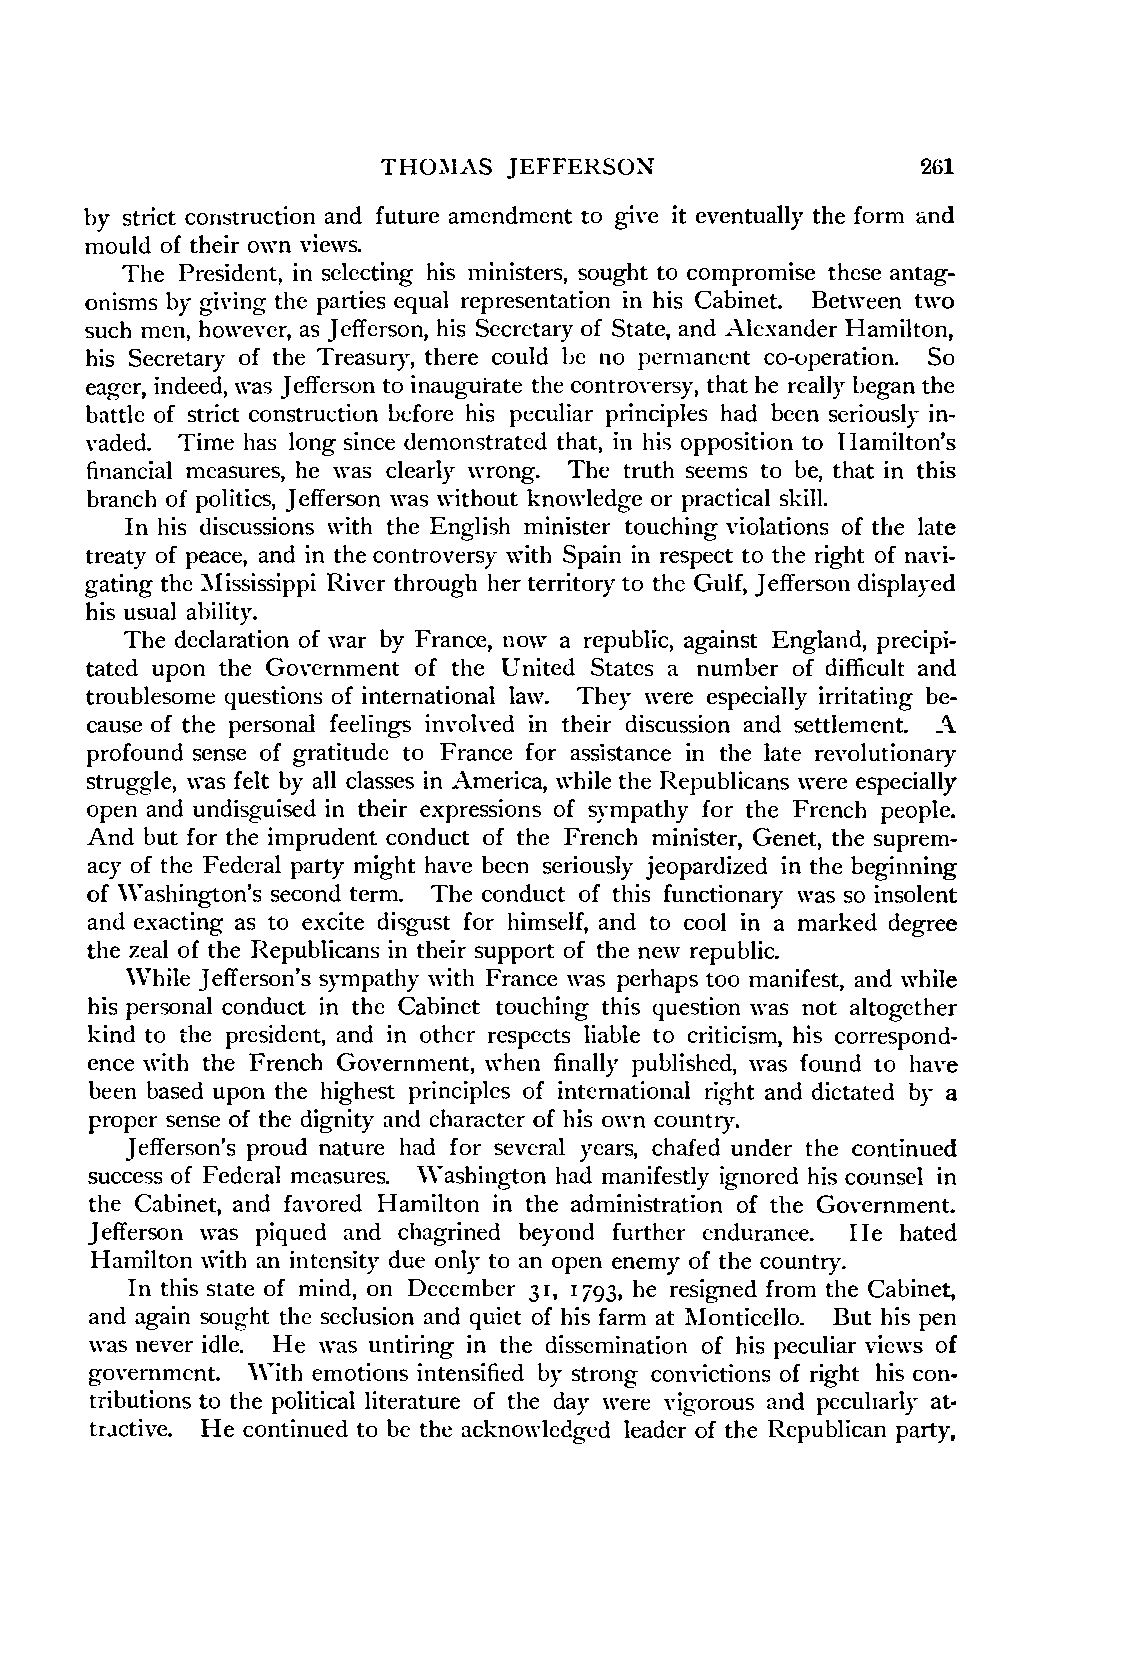 THOMAS JEFFERSON 261
by strict construction and future amendment to give it eventually the form and
mould of their own views.
The President, in selecting his ministers, sought to compromise these antag-
onisms by giving the parties equal representation in his Cabinet. Between two
such men, however, as Jefferson, his Secretary of State, and Alexander Hamilton,
his Secretary of the Treasury, there could be no permanent co-operation. So
eager, indeed, was Jefferson to inaugurate the controversy, that he really began the
battle of strict construction before his peculiar principles had been seriously in-
vaded. Time has long since demonstrated that, in his opposition to Hamilton's
financial measures, he was clearly wrong. The truth seems to be, that in this
branch of politics, Jefferson was without knowledge or practical skill.
In his discussions with the English minister touching violations of the late
treaty of peace, and in the controversy with Spain in respect to the right of navi-
gating the Mississippi River through her territory to the Gulf, Jefferson displayed
his usual ability.
The declaration of war by France, now a republic, against England, precipi-
tated upon the Government of the United States a number of difficult and
troublesome questions of international law. They were especially irritating be-
cause of the personal feelings involved in their discussion and settlement. A
profound sense of gratitude to France for assistance in the late revolutionary
struggle, was felt by all classes in America, while the Republicans were especially
open and undisguised in their expressions of sympathy for the French people.
And but for the imprudent conduct of the French minister, Genet, the suprem-
acy of the Federal party might have been seriously jeopardized in the beginning
of Washington's second term. The conduct of this functionary was so insolent
and exacting as to excite disgust for himself, and to cool in a marked degree
the zeal of the Republicans in their support of the new republic.
While Jefferson's sympathy with France was perhaps too manifest, and while
his personal conduct in the Cabinet touching this question was not altogether
kind to the president, and in other respects liable to criticism, his correspond-
ence with the French Government, when finally published, was found to have
been based upon the highest principles of international right and dictated by a
proper sense of the dignity and character of his own country.
Jefferson's proud nature had for several years, chafed under the continued
success of Federal measures. Washington had manifestly ignored his counsel in
the Cabinet, and favored Hamilton in the administration of the Government.
Jefferson was piqued and chagrined beyond further endurance. He hated
Hamilton with an intensity due only to an open enemy of the country.
In this state of mind, on December 31, 1793, he resigned from the Cabinet,
and again sought the seclusion and quiet of his farm at Monticello. But his pen
was never idle. He was untiring in the dissemination of his peculiar views of
government. With emotions intensified by strong convictions of right his con-
tributions to the political literature of the day were vigorous and peculiarly at-
tractive. He continued to be the acknowledged leader of the Republican party,